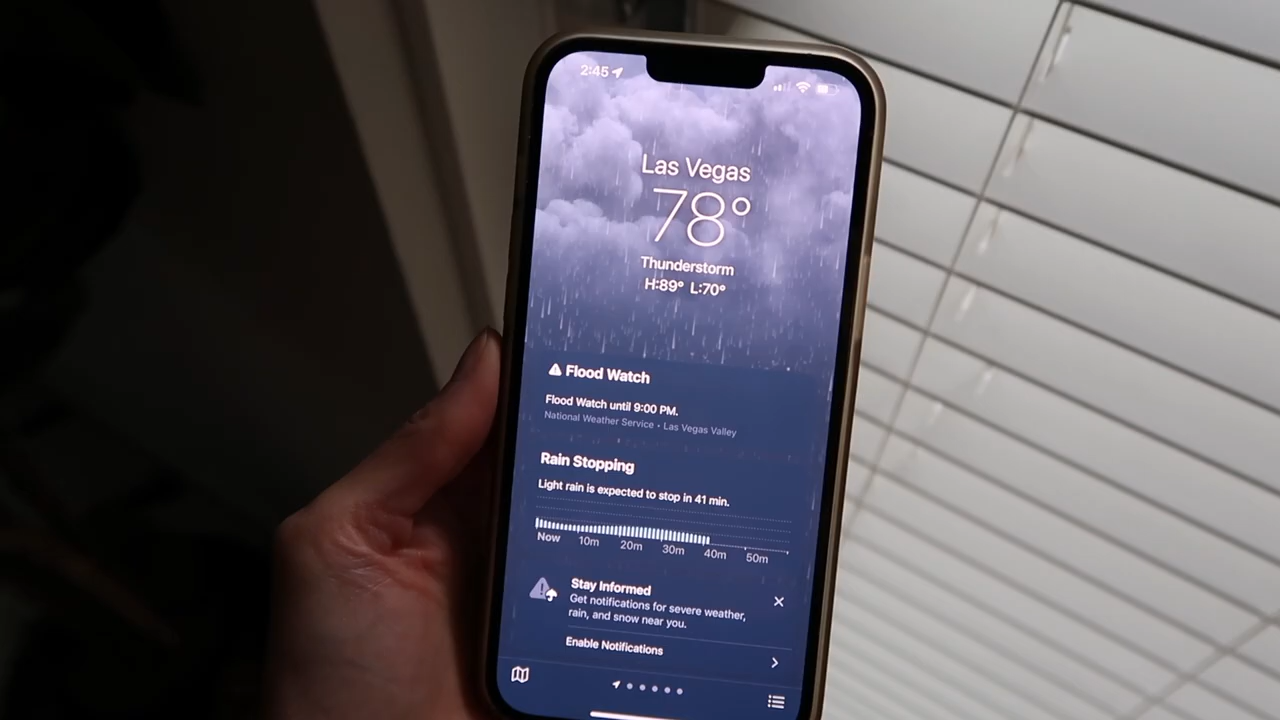 2:45
Las Vegas
78°
Thunderstorm
H:89° L:70°
Flood Watch
Flood Watch until 9:00 PM.
National Weather Service • Las Vegas Valley
Rain Stopping
Light rain is expected to stop in 41 min.
Now 10m 20m 30m 40m 50m
Stay Informed
Get notifications for severe weather,
rain, and snow near you.
Enable Notifications